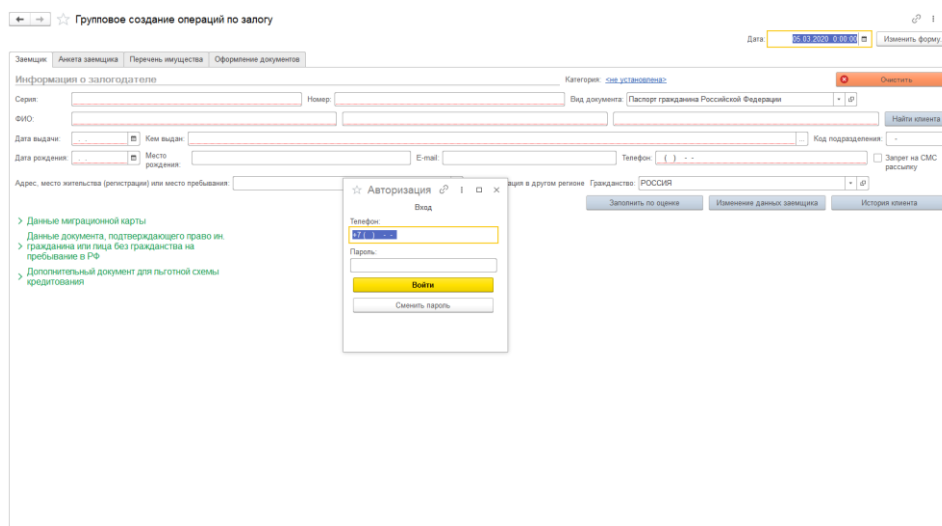 Групповое создание операций по залогу
Дата: 05.03.2020 0:00:00 Изменить форму.
Заемщик Анкета заемщика Перечень имущества Оформление документов
Информация о залогодателе Категория: <не установлена> Очистить
Серия: Номер: Вид документа: Паспорт гражданина Российской Федерации
ФИО: Найти клиента
Дата выдачи: . . Кем выдан: ... Код подразделения: -
Дата рождения: . . Место рождения: E-mail: Телефон: ( ) - - Запрет на СМС
рассылку
Адрес, место жительства (регистрации) или место пребывания: ация в другом регионе Гражданство: РОССИЯ
Заполнить по оценке Изменение данных заемщика История клиента
Данные миграционной карты
Данные документа, подтверждающего право ин.
гражданина или лица без гражданства на
пребывание в РФ
Дополнительный документ для льготной схемы
кредитования
Авторизация
Вход
Телефон:
+7 ( ) - -
Пароль:
Войти
Сменить пароль